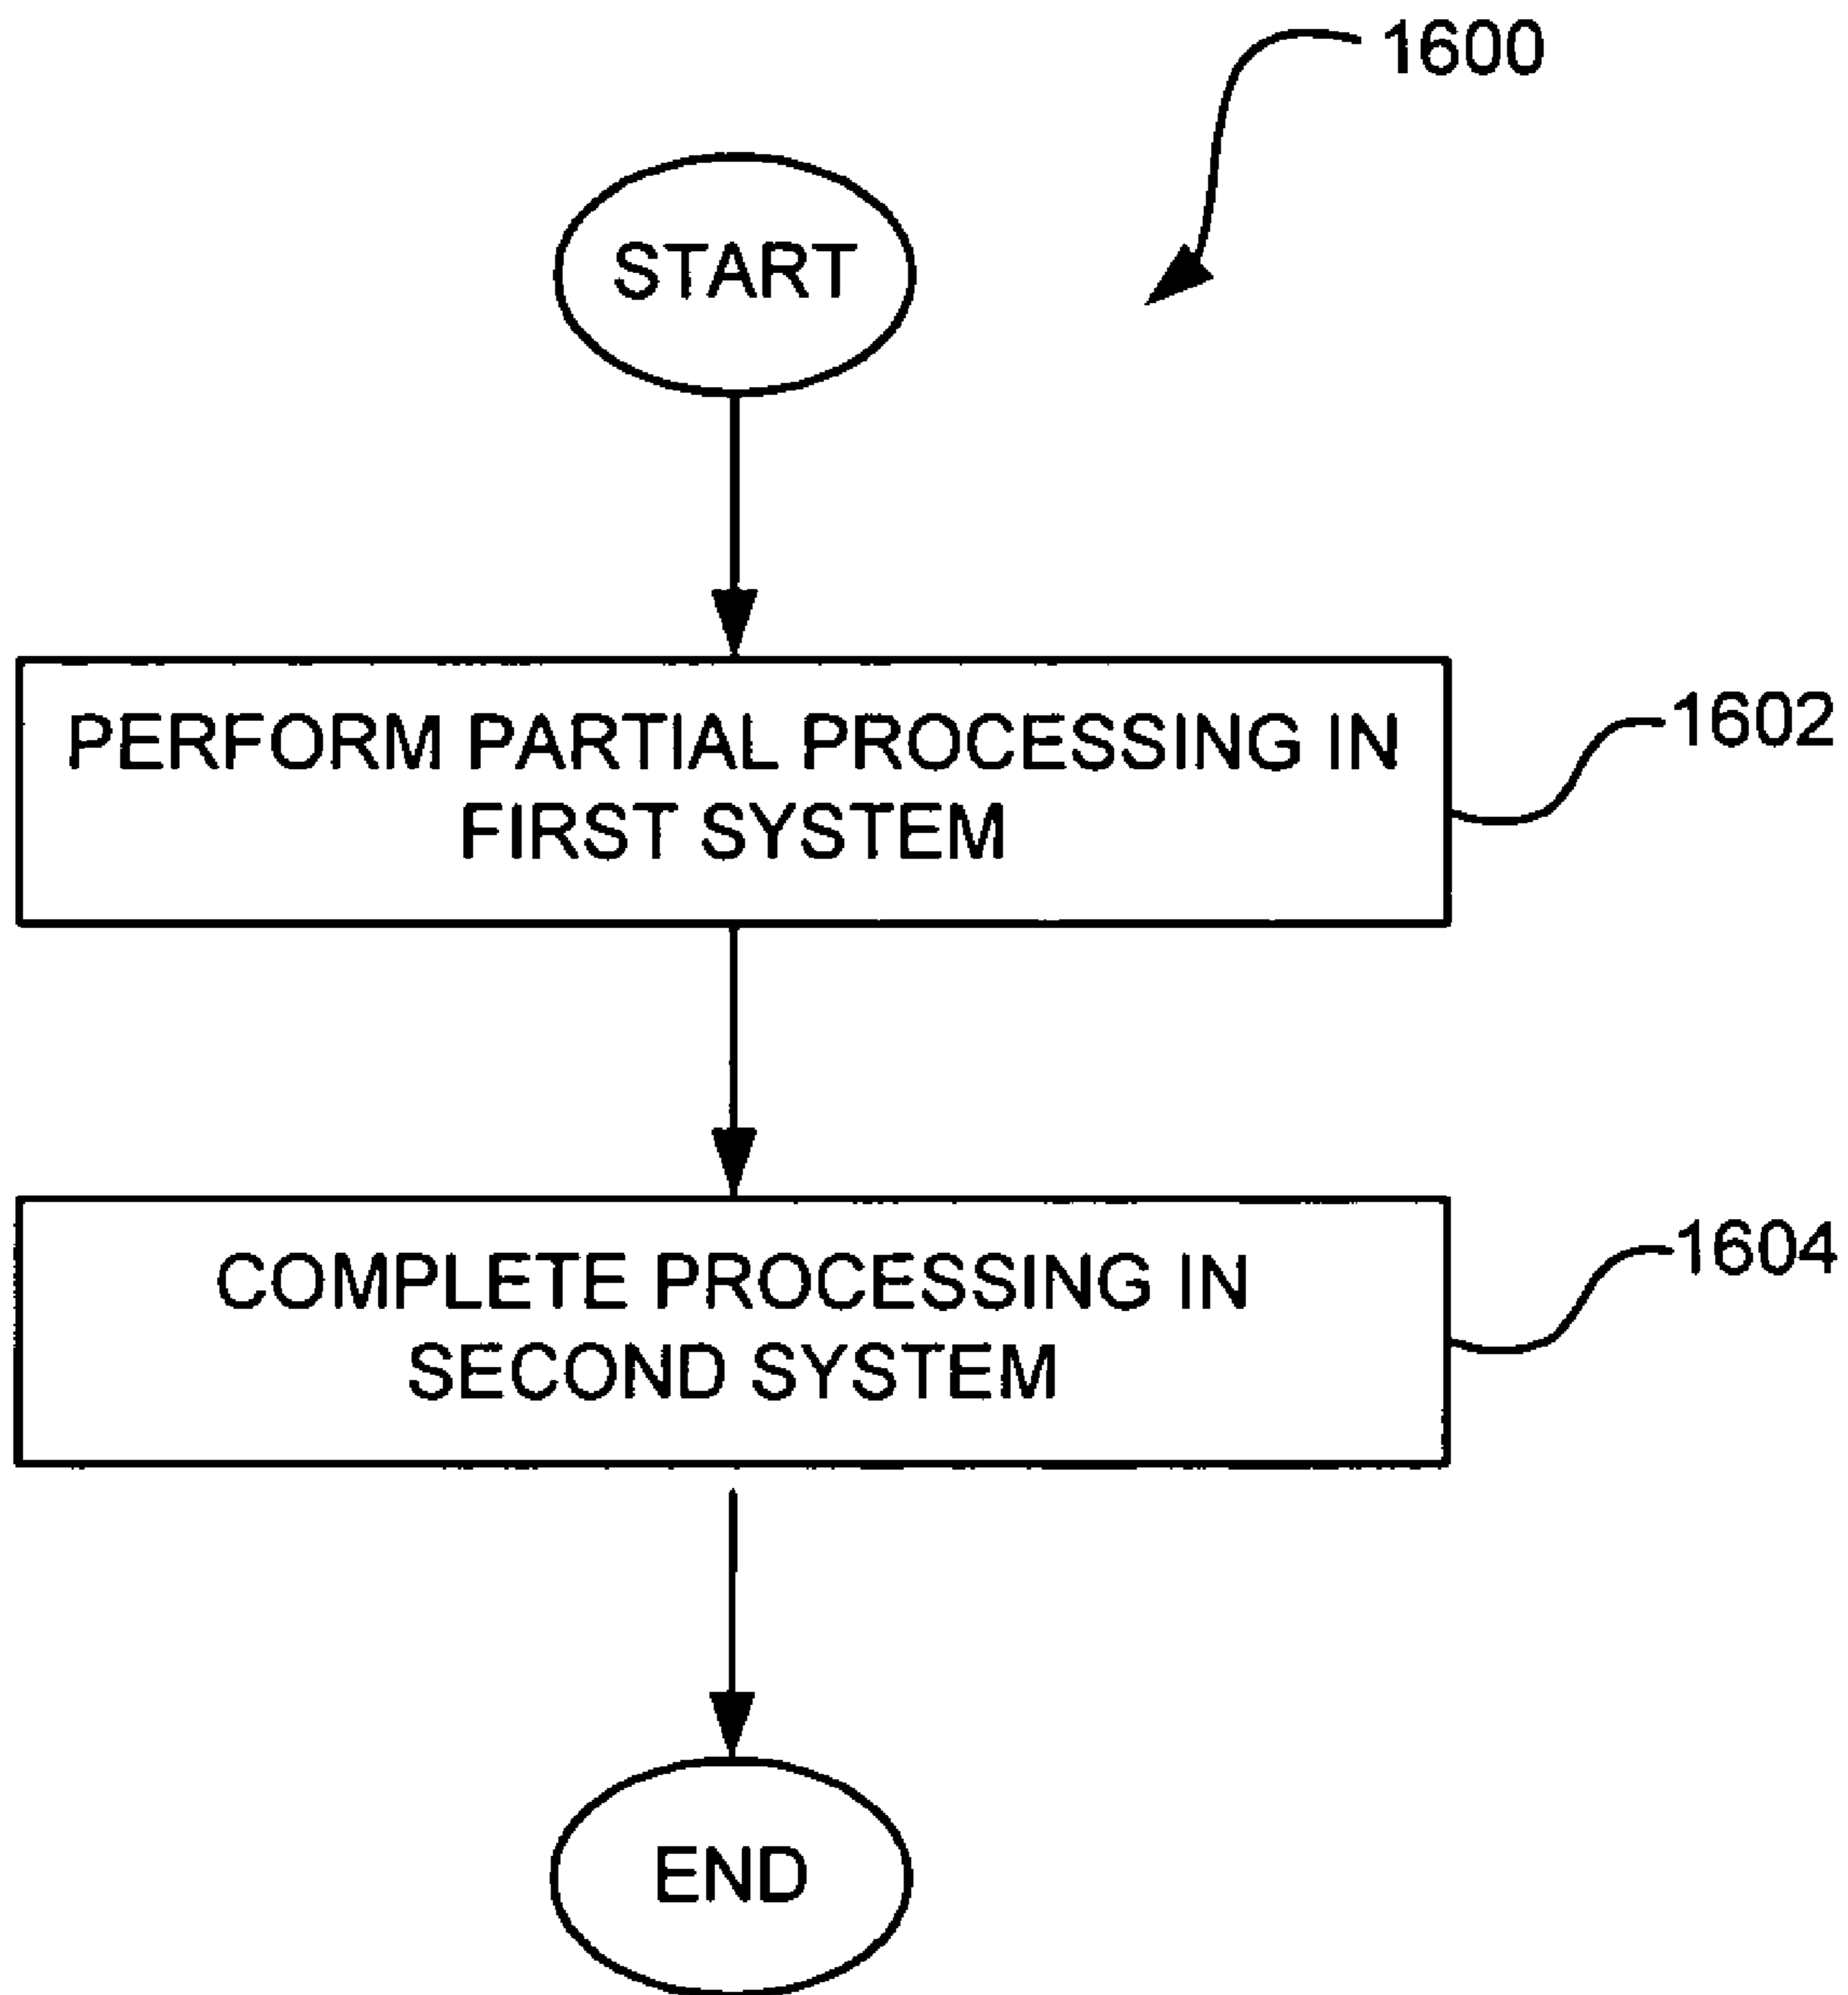 1600
START
PERFORM PARTIAL PROCESSING IN
FIRST SYSTEM
1602
COMPLETE PROCESSING IN
SECOND SYSTEM
1604
END